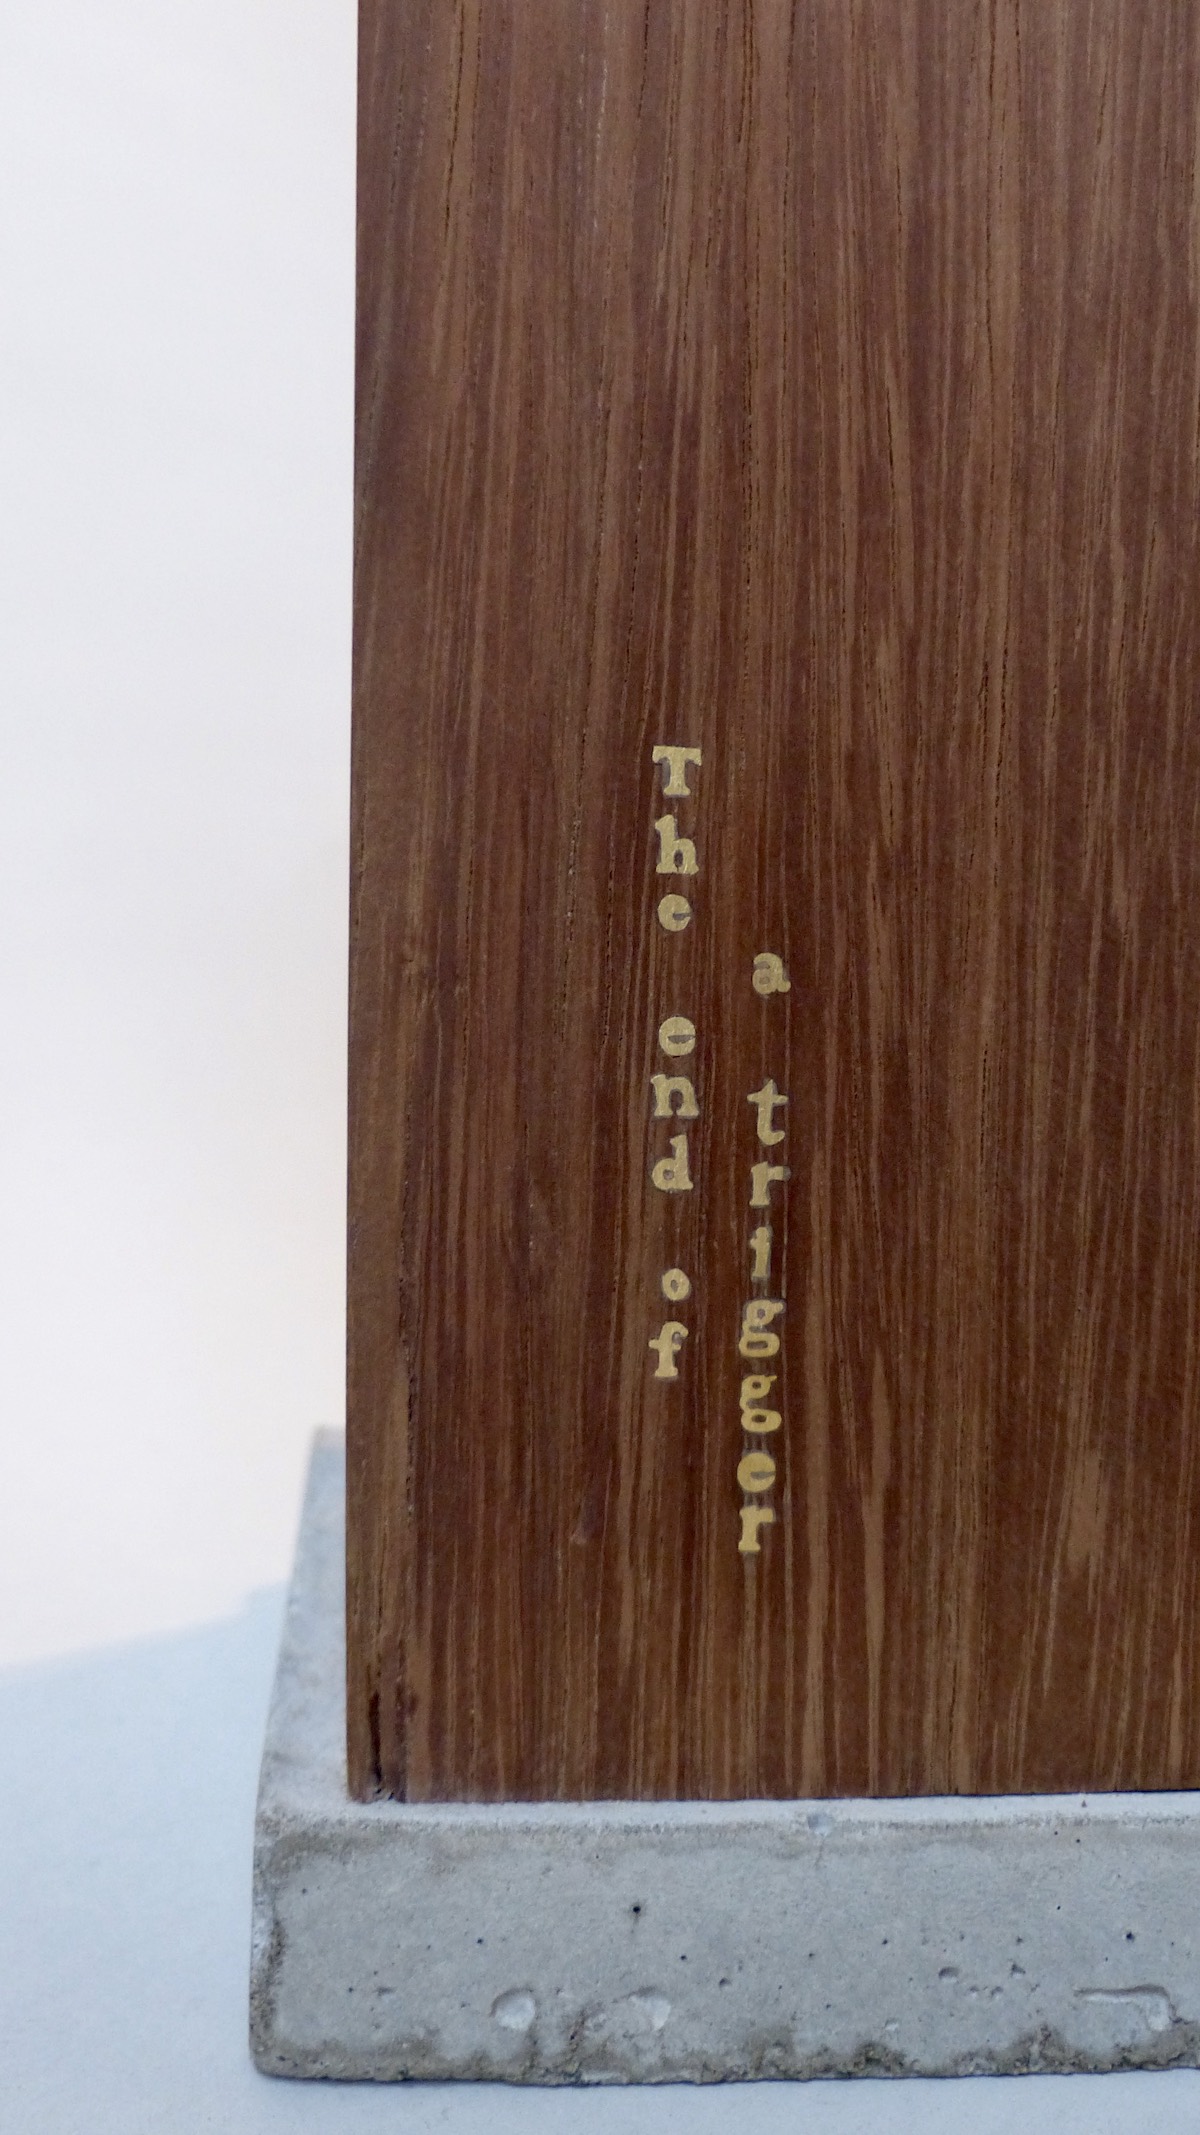 The end of
a trigger